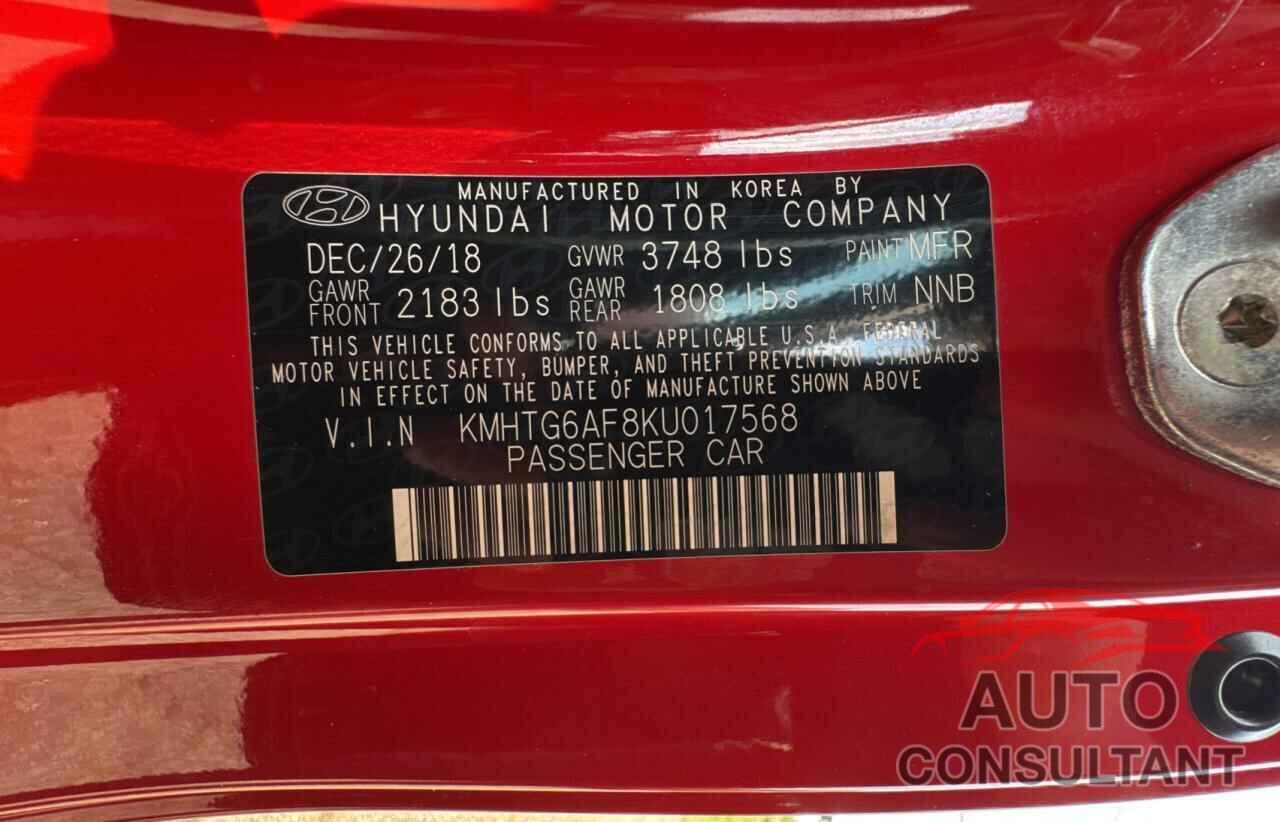 MANUFACTURED IN KOREA BY
HYUNDAI MOTOR COMPANY
DEC/26/18 GVWR 3748 lbs PAINT MFR
GAWR FRONT 2183 lbs GAWR REAR 1808 lbs TRIM NNB
THIS VEHICLE CONFORMS TO ALL APPLICABLE U.S.A. FEDERAL
MOTOR VEHICLE SAFETY, BUMPER, AND THEFT PREVENTION STANDARDS
IN EFFECT ON THE DATE OF MANUFACTURE SHOWN ABOVE
V.I.N KMHTG6AF8KU017568
PASSENGER CAR
AUTO
CONSULTANT